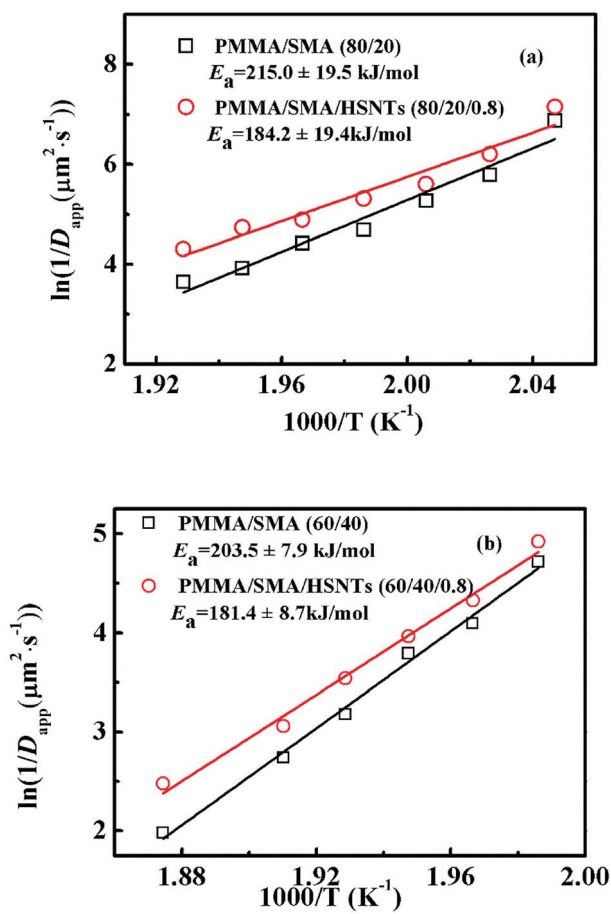 PMMA/SMA (80/20)
(a)
Ea=215.0 ± 19.5 kJ/mol
PMMA/SMA/HSNTs (80/20/0.8)
Ea=184.2 ± 19.4kJ/mol
ln(1/Dapp(μm²·s⁻¹))
8
6
4
2
1.92
1.96
2.00
2.04
1000/T (K⁻¹)
PMMA/SMA (60/40)
(b)
Ea=203.5 ± 7.9 kJ/mol
PMMA/SMA/HSNTs (60/40/0.8)
Ea=181.4 ± 8.7kJ/mol
ln(1/Dapp(μm²·s⁻¹))
5
4
3
2
1.88
1.92
1.96
2.00
1000/T (K⁻¹)